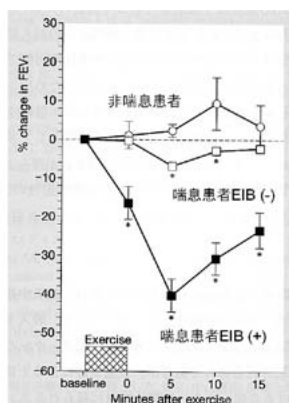 30
20
10
0
−10
−20
−30
−40
−50
−60
% change in FEV₁
非喘息患者
喘息患者EIB (-)
喘息患者EIB (+)
Exercise
baseline 0 5 10 15
Minutes after exercise